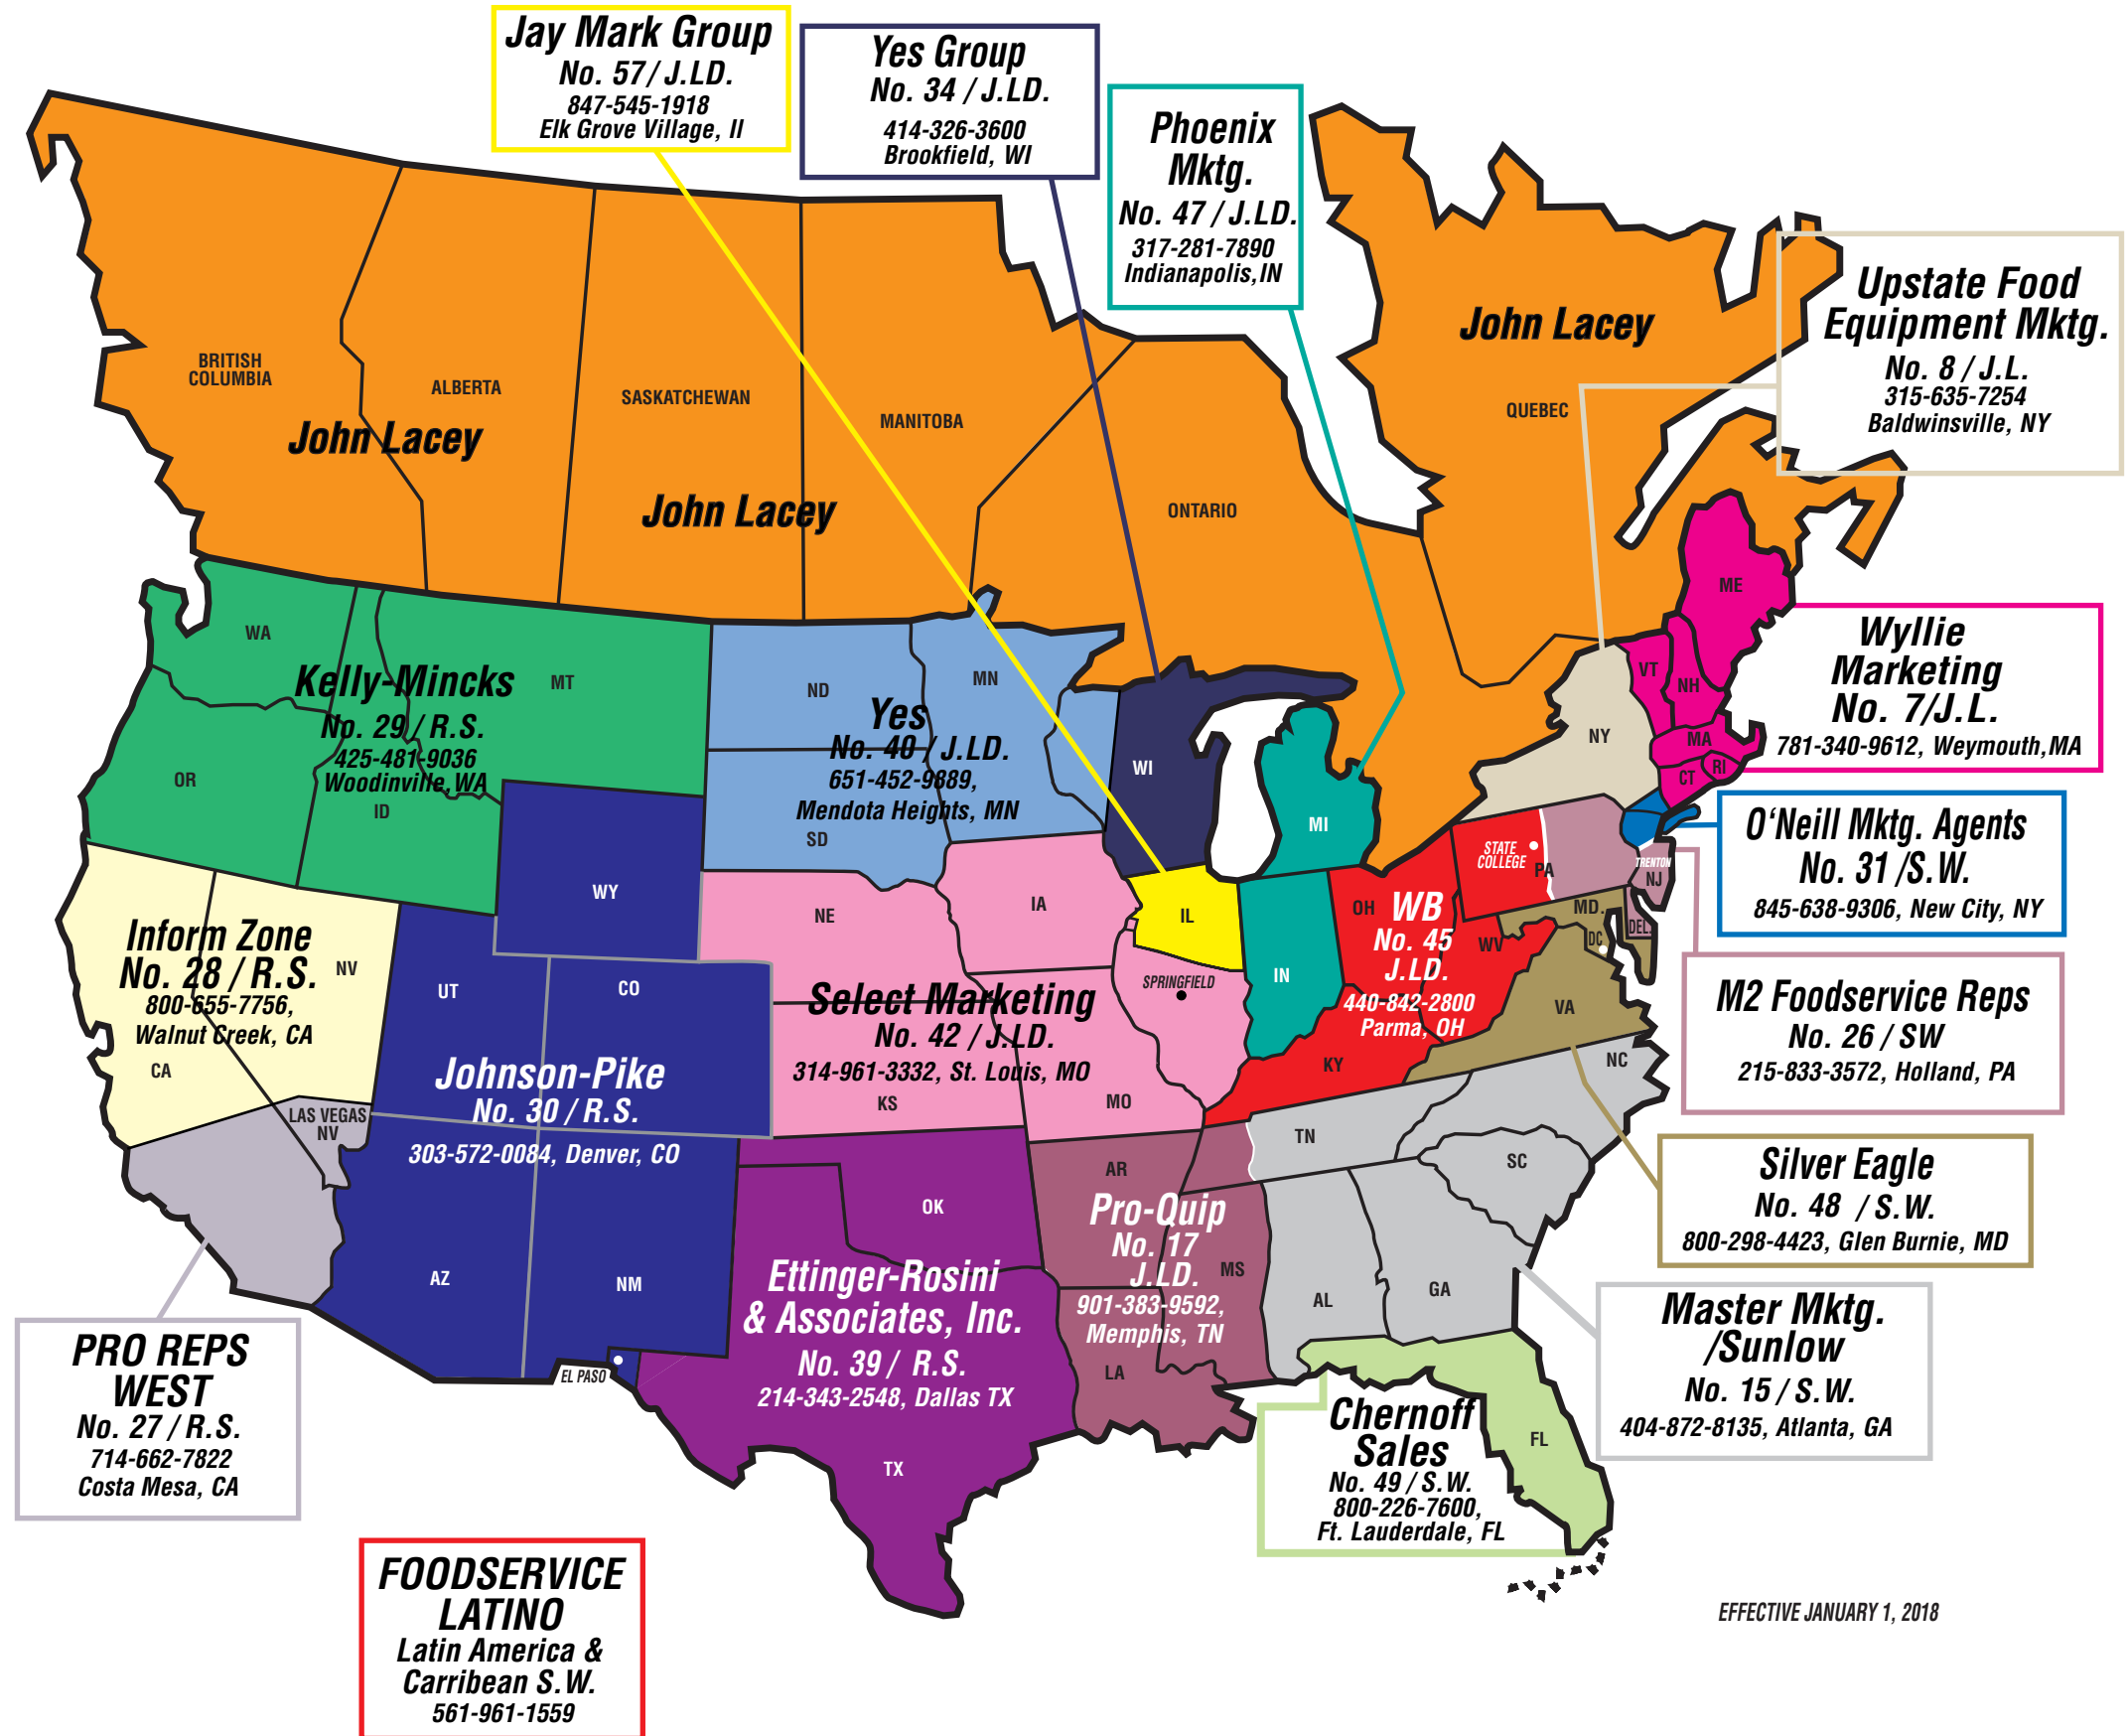 Jay Mark Group
No. 57 / J.LD.
847-545-1918
Elk Grove Village, Il
Yes Group
No. 34 / J.LD.
414-326-3600
Brookfield, WI
Phoenix
Mktg.
No. 47 / J.LD.
317-281-7890
Indianapolis,IN
Upstate Food
Equipment Mktg.
No. 8 / J.L.
315-635-7254
Baldwinsville, NY
John Lacey
QUEBEC
BRITISH
COLUMBIA
ALBERTA
SASKATCHEWAN
MANITOBA
John Lacey
John Lacey
ONTARIO
ME
VT
NH
MA
CT
RI
Wyllie
Marketing
No. 7/J.L.
781-340-9612, Weymouth,MA
WA
MT
Kelly-Mincks
No. 29 / R.S.
425-481-9036
Woodinville,WA
OR
ID
ND
MN
Yes
No. 40 / J.LD.
651-452-9889,
Mendota Heights, MN
SD
WI
MI
NY
O'Neill Mktg. Agents
No. 31 /S.W.
845-638-9306, New City, NY
STATE
COLLEGE
PA
TRENTON
NJ
WY
NE
IA
IL
IN
OH
WB
No. 45
J.LD.
440-842-2800
Parma, OH
WV
KY
MD.
DC
DEL.
VA
M2 Foodservice Reps
No. 26 / SW
215-833-3572, Holland, PA
Inform Zone
No. 28 / R.S.
800-655-7756,
Walnut Creek, CA
NV
CA
UT
CO
SPRINGFIELD
Select Marketing
No. 42 / J.LD.
314-961-3332, St. Louis, MO
KS
MO
Johnson-Pike
No. 30 / R.S.
303-572-0084, Denver, CO
LAS VEGAS
NV
NC
TN
SC
Silver Eagle
No. 48 / S.W.
800-298-4423, Glen Burnie, MD
AZ
NM
OK
AR
Pro-Quip
No. 17
J.LD.
901-383-9592,
Memphis, TN
MS
LA
AL
GA
Ettinger-Rosini
& Associates, Inc.
No. 39 / R.S.
214-343-2548, Dallas TX
TX
EL PASO
PRO REPS
WEST
No. 27 / R.S.
714-662-7822
Costa Mesa, CA
Master Mktg.
/Sunlow
No. 15 / S.W.
404-872-8135, Atlanta, GA
Chernoff
Sales
No. 49 / S.W.
800-226-7600,
Ft. Lauderdale, FL
FL
FOODSERVICE
LATINO
Latin America &
Carribean S.W.
561-961-1559
EFFECTIVE JANUARY 1, 2018